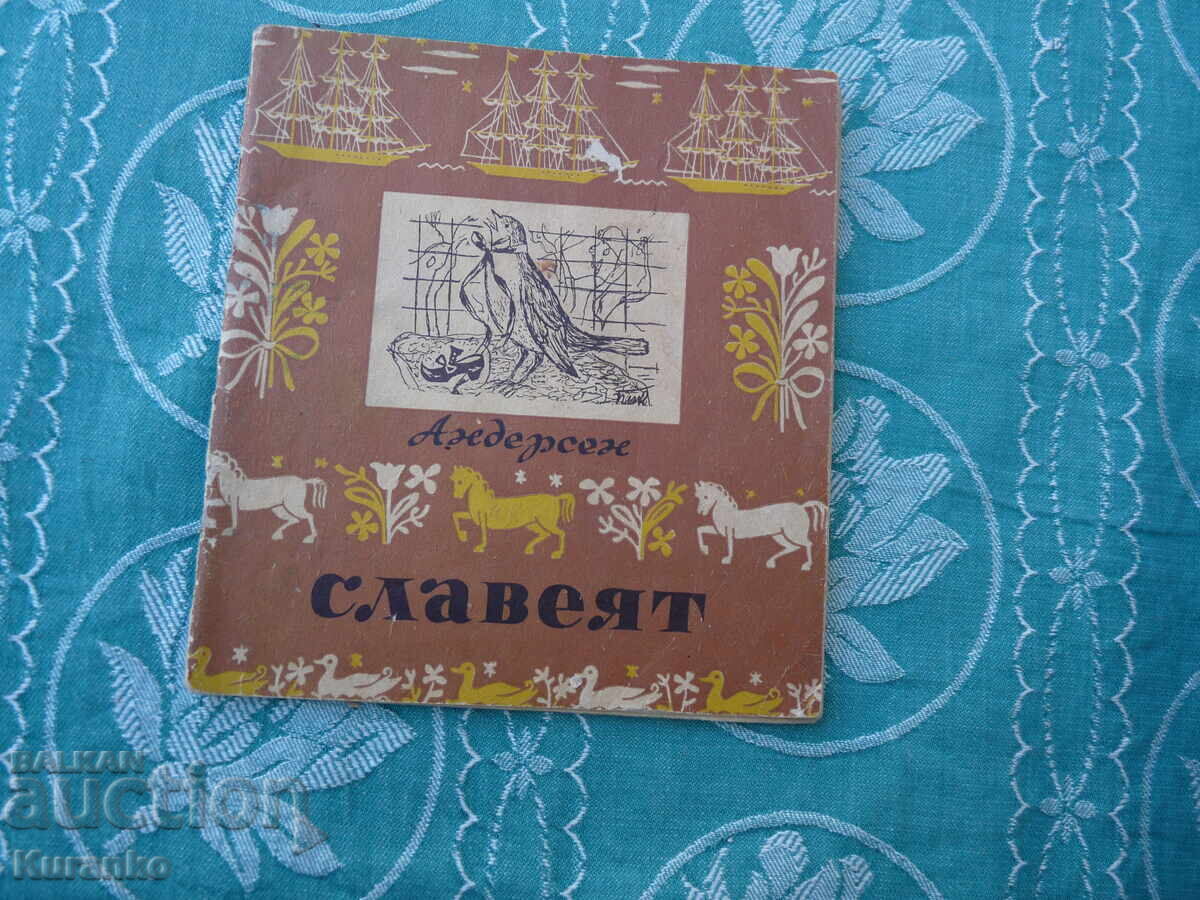 Андерсен
славеят
BALKAN
auction
Kuranko